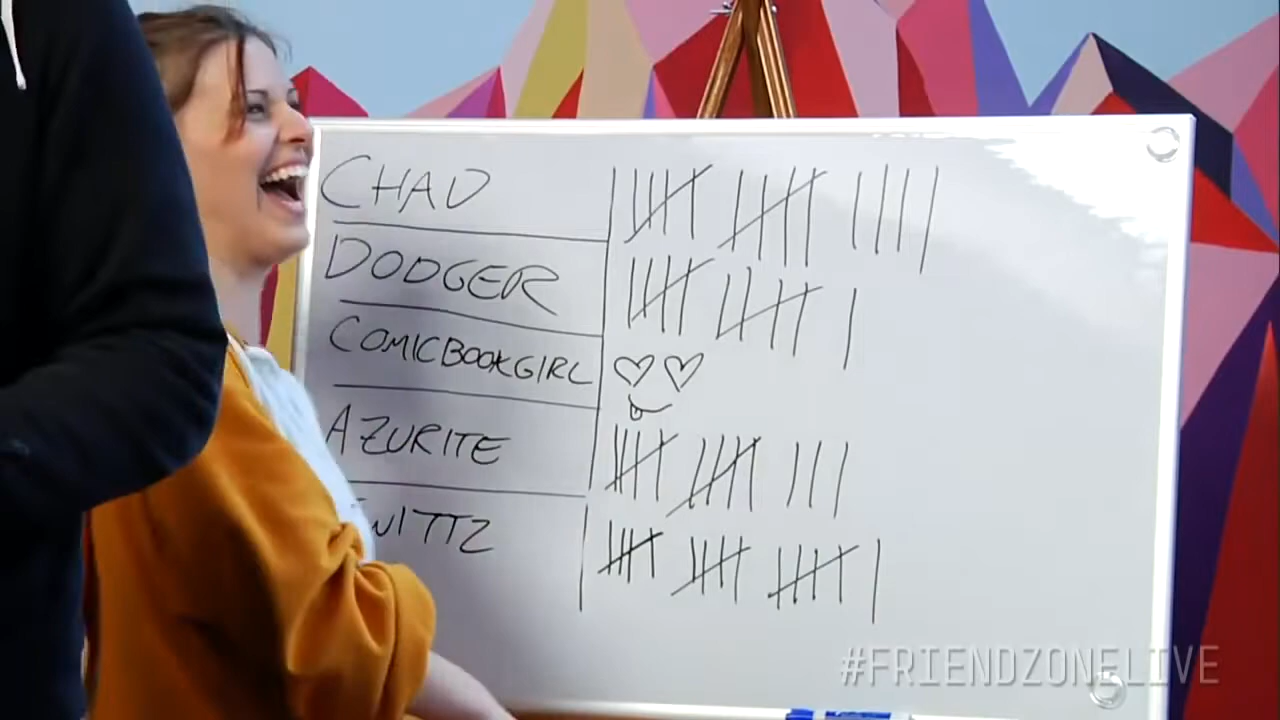 CHAD
DODGER
COMICBOOKGIRL
AZURITE
#FRIENDZONELIVE